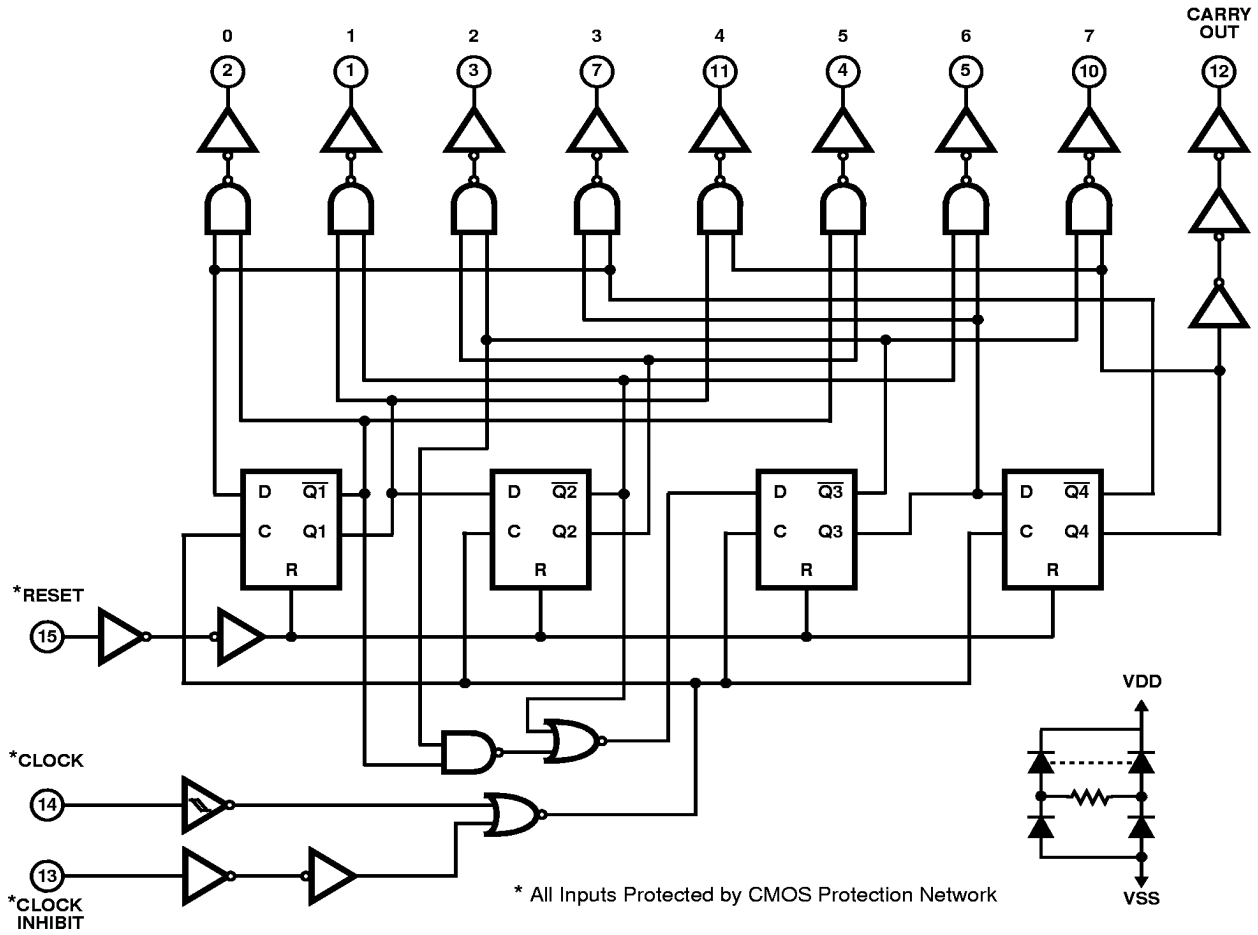 CARRY OUT
0 1 2 3 4 5 6 7
2 1 3 7 11 4 5 10 12
D Q1 D Q2 D Q3 D Q4
C Q1 C Q2 C Q3 C Q4
R R R R
*RESET
15
VDD
*CLOCK
14
13
*CLOCK
INHIBIT
* All Inputs Protected by CMOS Protection Network
VSS